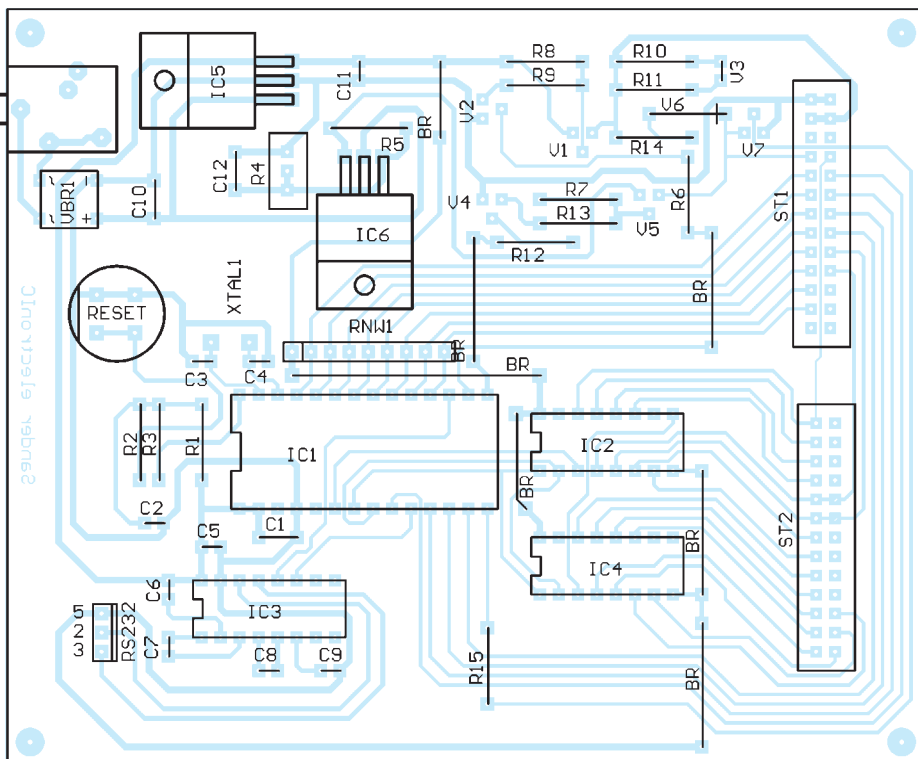 R8
R10
R9
R11
V3
IC5
C11
BR
V2
V6
R5
V1
R14
V7
C12
R4
VBR1
~
~
-
+
C10
V4
R7
R13
V5
R6
ST1
IC6
R12
XTAL1
BR
RESET
RNW1
BR
C3
C4
BR
Sander electronIC
R2
R3
R1
IC1
IC2
BR
C2
C1
C5
BR
ST2
IC4
C6
IC3
5
2
3
RS232
C7
C8
C9
R15
BR